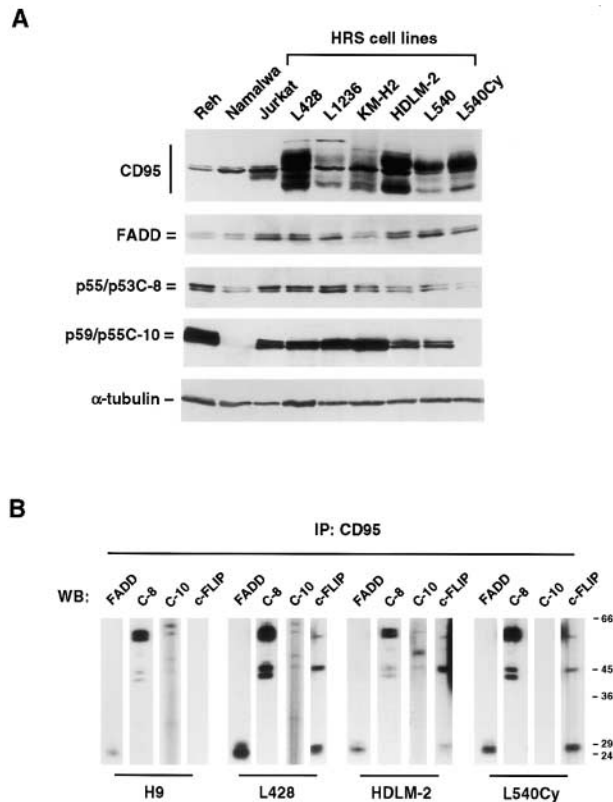 A
HRS cell lines
Reh Namalwa Jurkat L428 L1236 KM-H2 HDLM-2 L540 L540Cy
CD95
FADD =
p55/p53C-8 =
p59/p55C-10 =
α-tubulin –
B
IP: CD95
WB: FADD C-8 C-10 c-FLIP FADD C-8 C-10 c-FLIP FADD C-8 C-10 c-FLIP FADD C-8 C-10 c-FLIP
- 66
- 45
- 36
- 29
- 24
H9 L428 HDLM-2 L540Cy